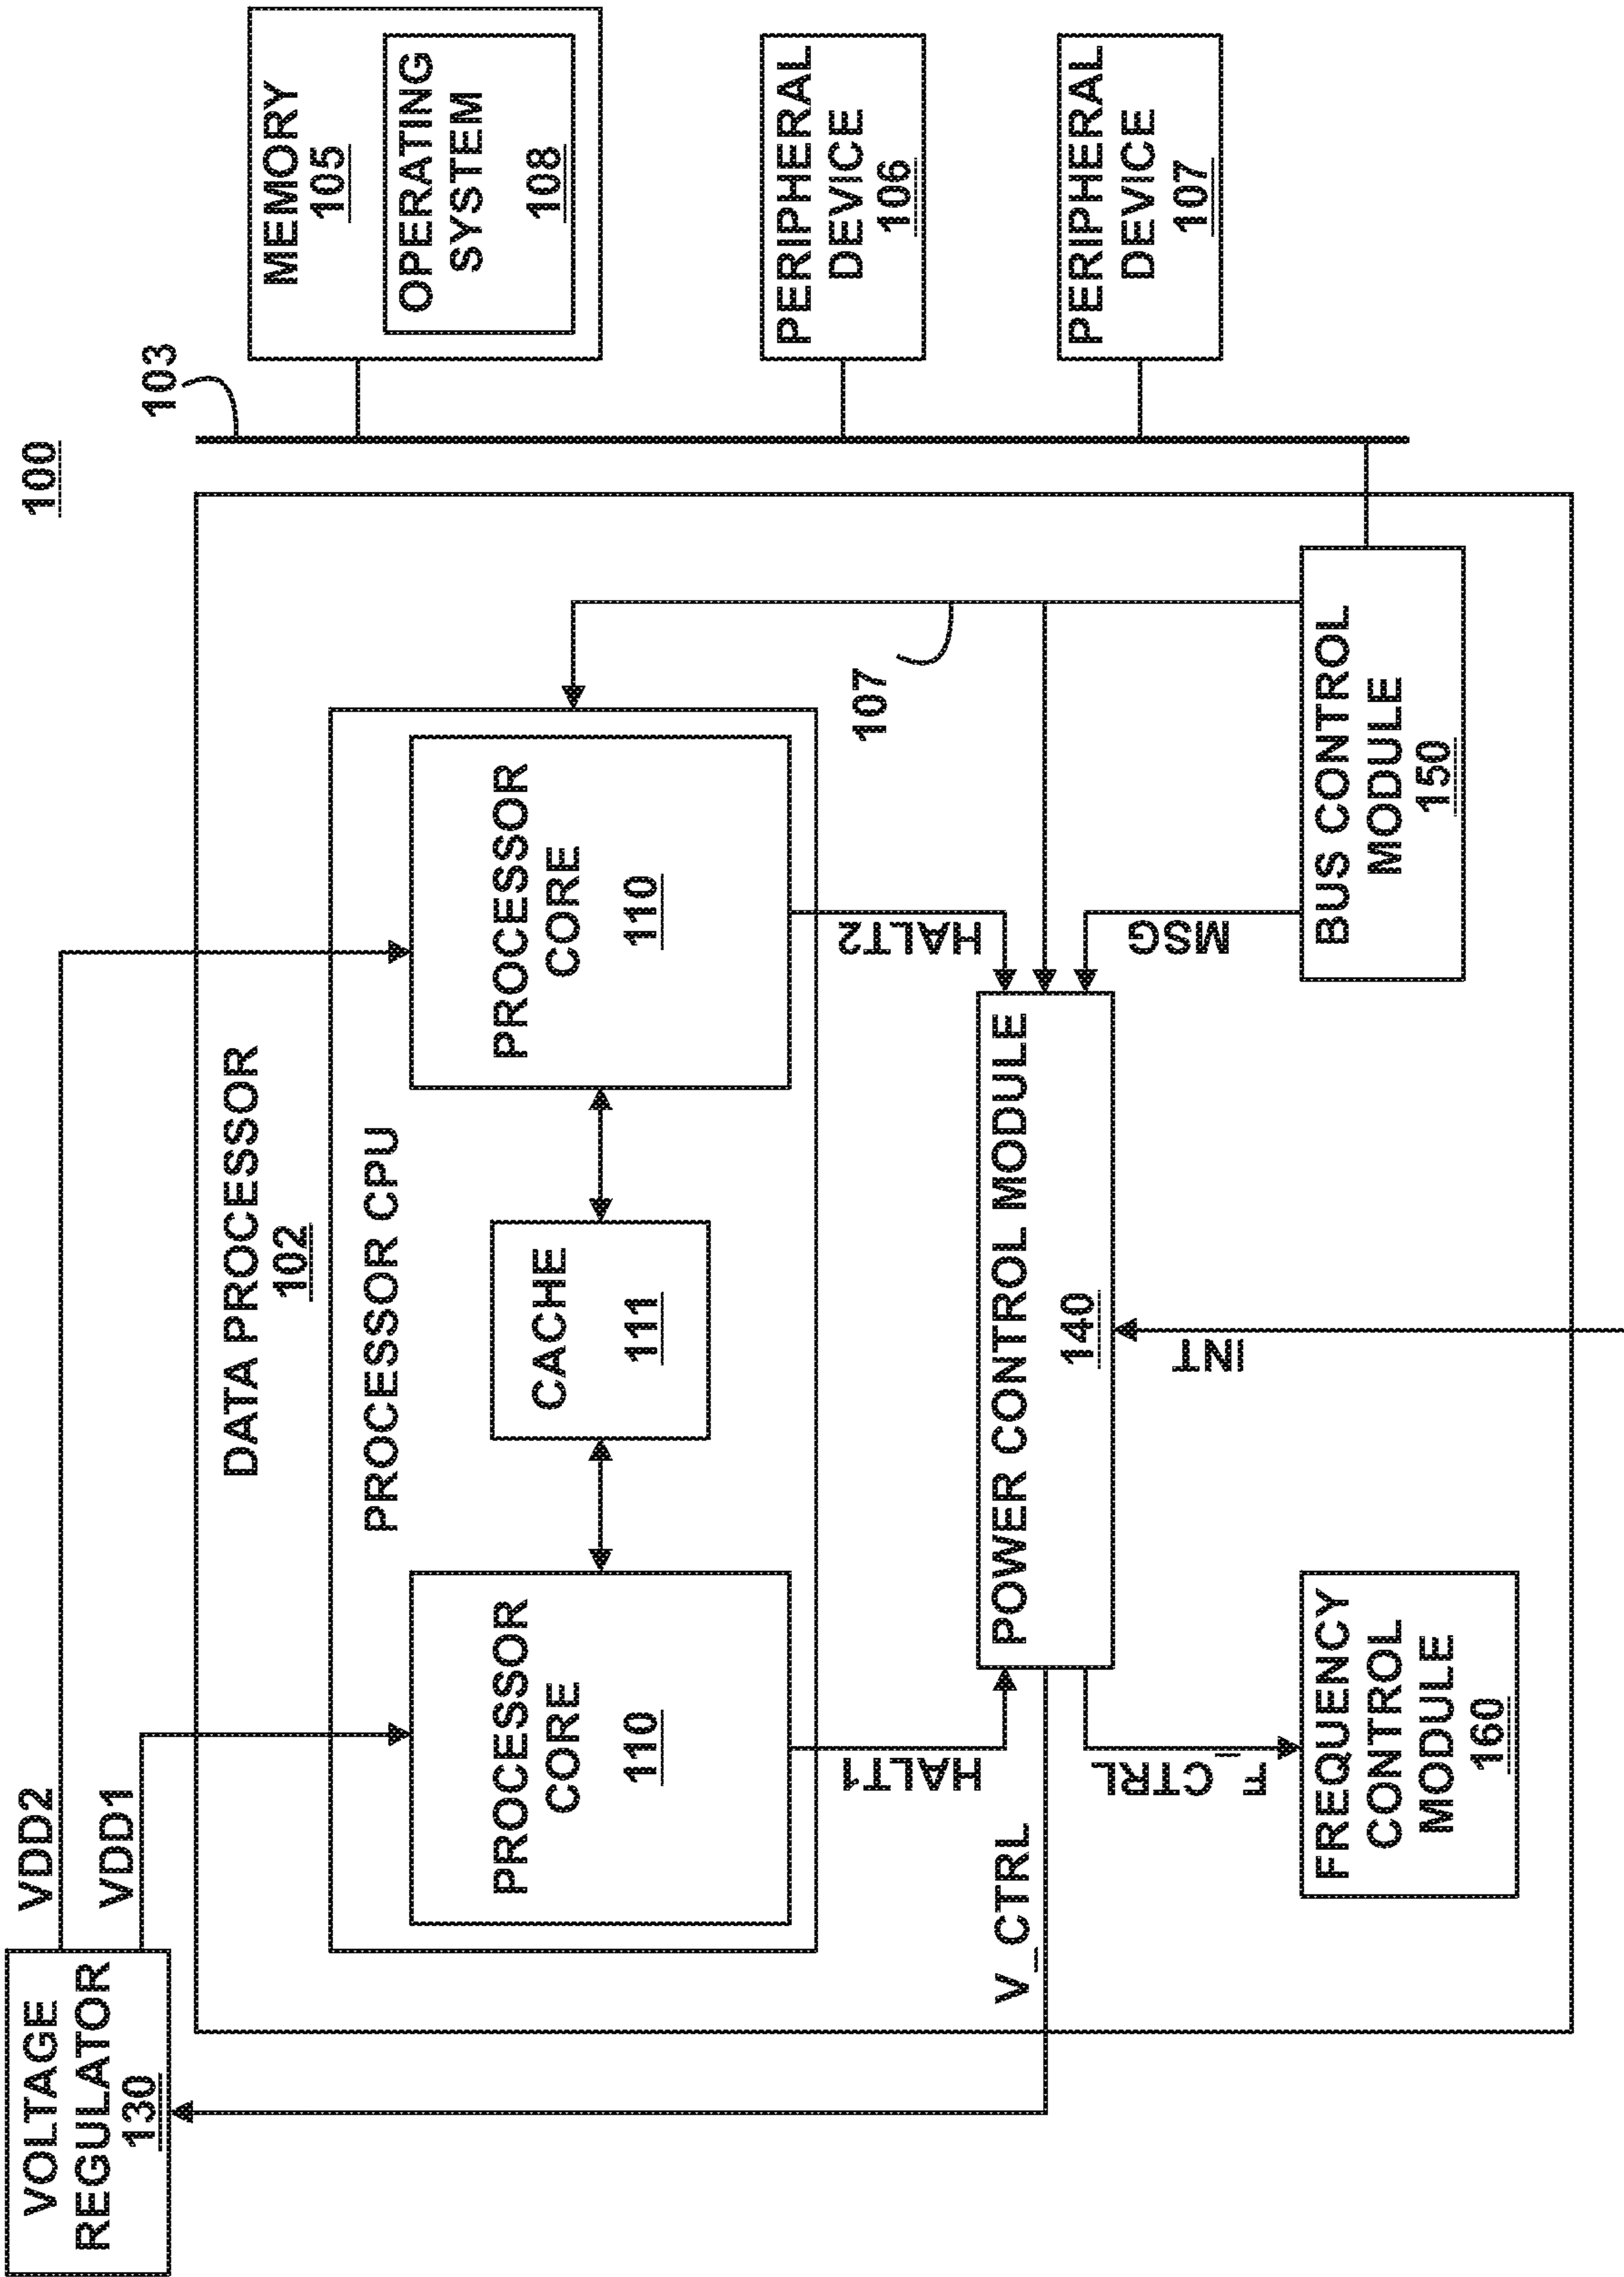 100
VOLTAGE
REGULATOR
130
VDD2
VDD1
DATA PROCESSOR
102
PROCESSOR CPU
PROCESSOR
CORE
110
CACHE
111
PROCESSOR
CORE
110
HALT1
HALT2
V_CTRL
POWER CONTROL MODULE
140
F_CTRL
INT
MSG
107
FREQUENCY
CONTROL
MODULE
160
BUS CONTROL
MODULE
150
103
MEMORY
105
OPERATING
SYSTEM
108
PERIPHERAL
DEVICE
106
PERIPHERAL
DEVICE
107